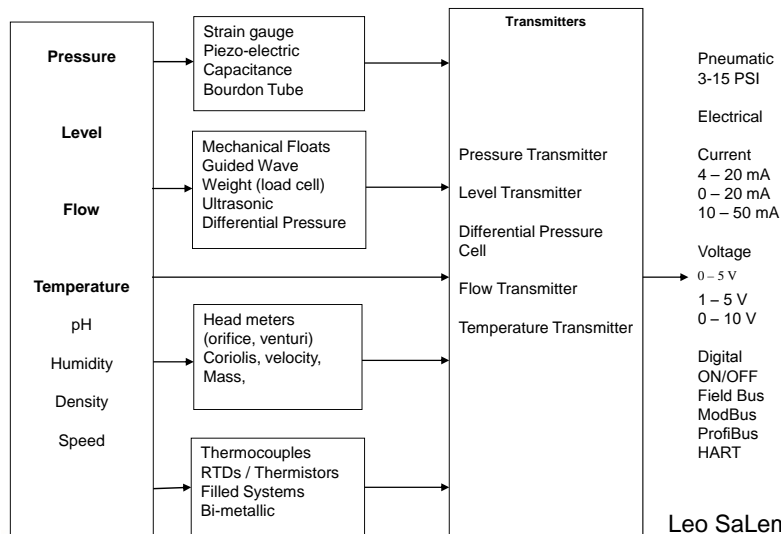 Pressure
Level
Flow
Temperature
pH
Humidity
Density
Speed
Strain gauge
Piezo-electric
Capacitance
Bourdon Tube
Mechanical Floats
Guided Wave
Weight (load cell)
Ultrasonic
Differential Pressure
Head meters
(orifice, venturi)
Coriolis, velocity,
Mass,
Thermocouples
RTDs / Thermistors
Filled Systems
Bi-metallic
Transmitters
Pressure Transmitter
Level Transmitter
Differential Pressure
Cell
Flow Transmitter
Temperature Transmitter
Pneumatic
3-15 PSI
Electrical
Current
4 – 20 mA
0 – 20 mA
10 – 50 mA
Voltage
0 – 5 V
1 – 5 V
0 – 10 V
Digital
ON/OFF
Field Bus
ModBus
ProfiBus
HART
Leo SaLem